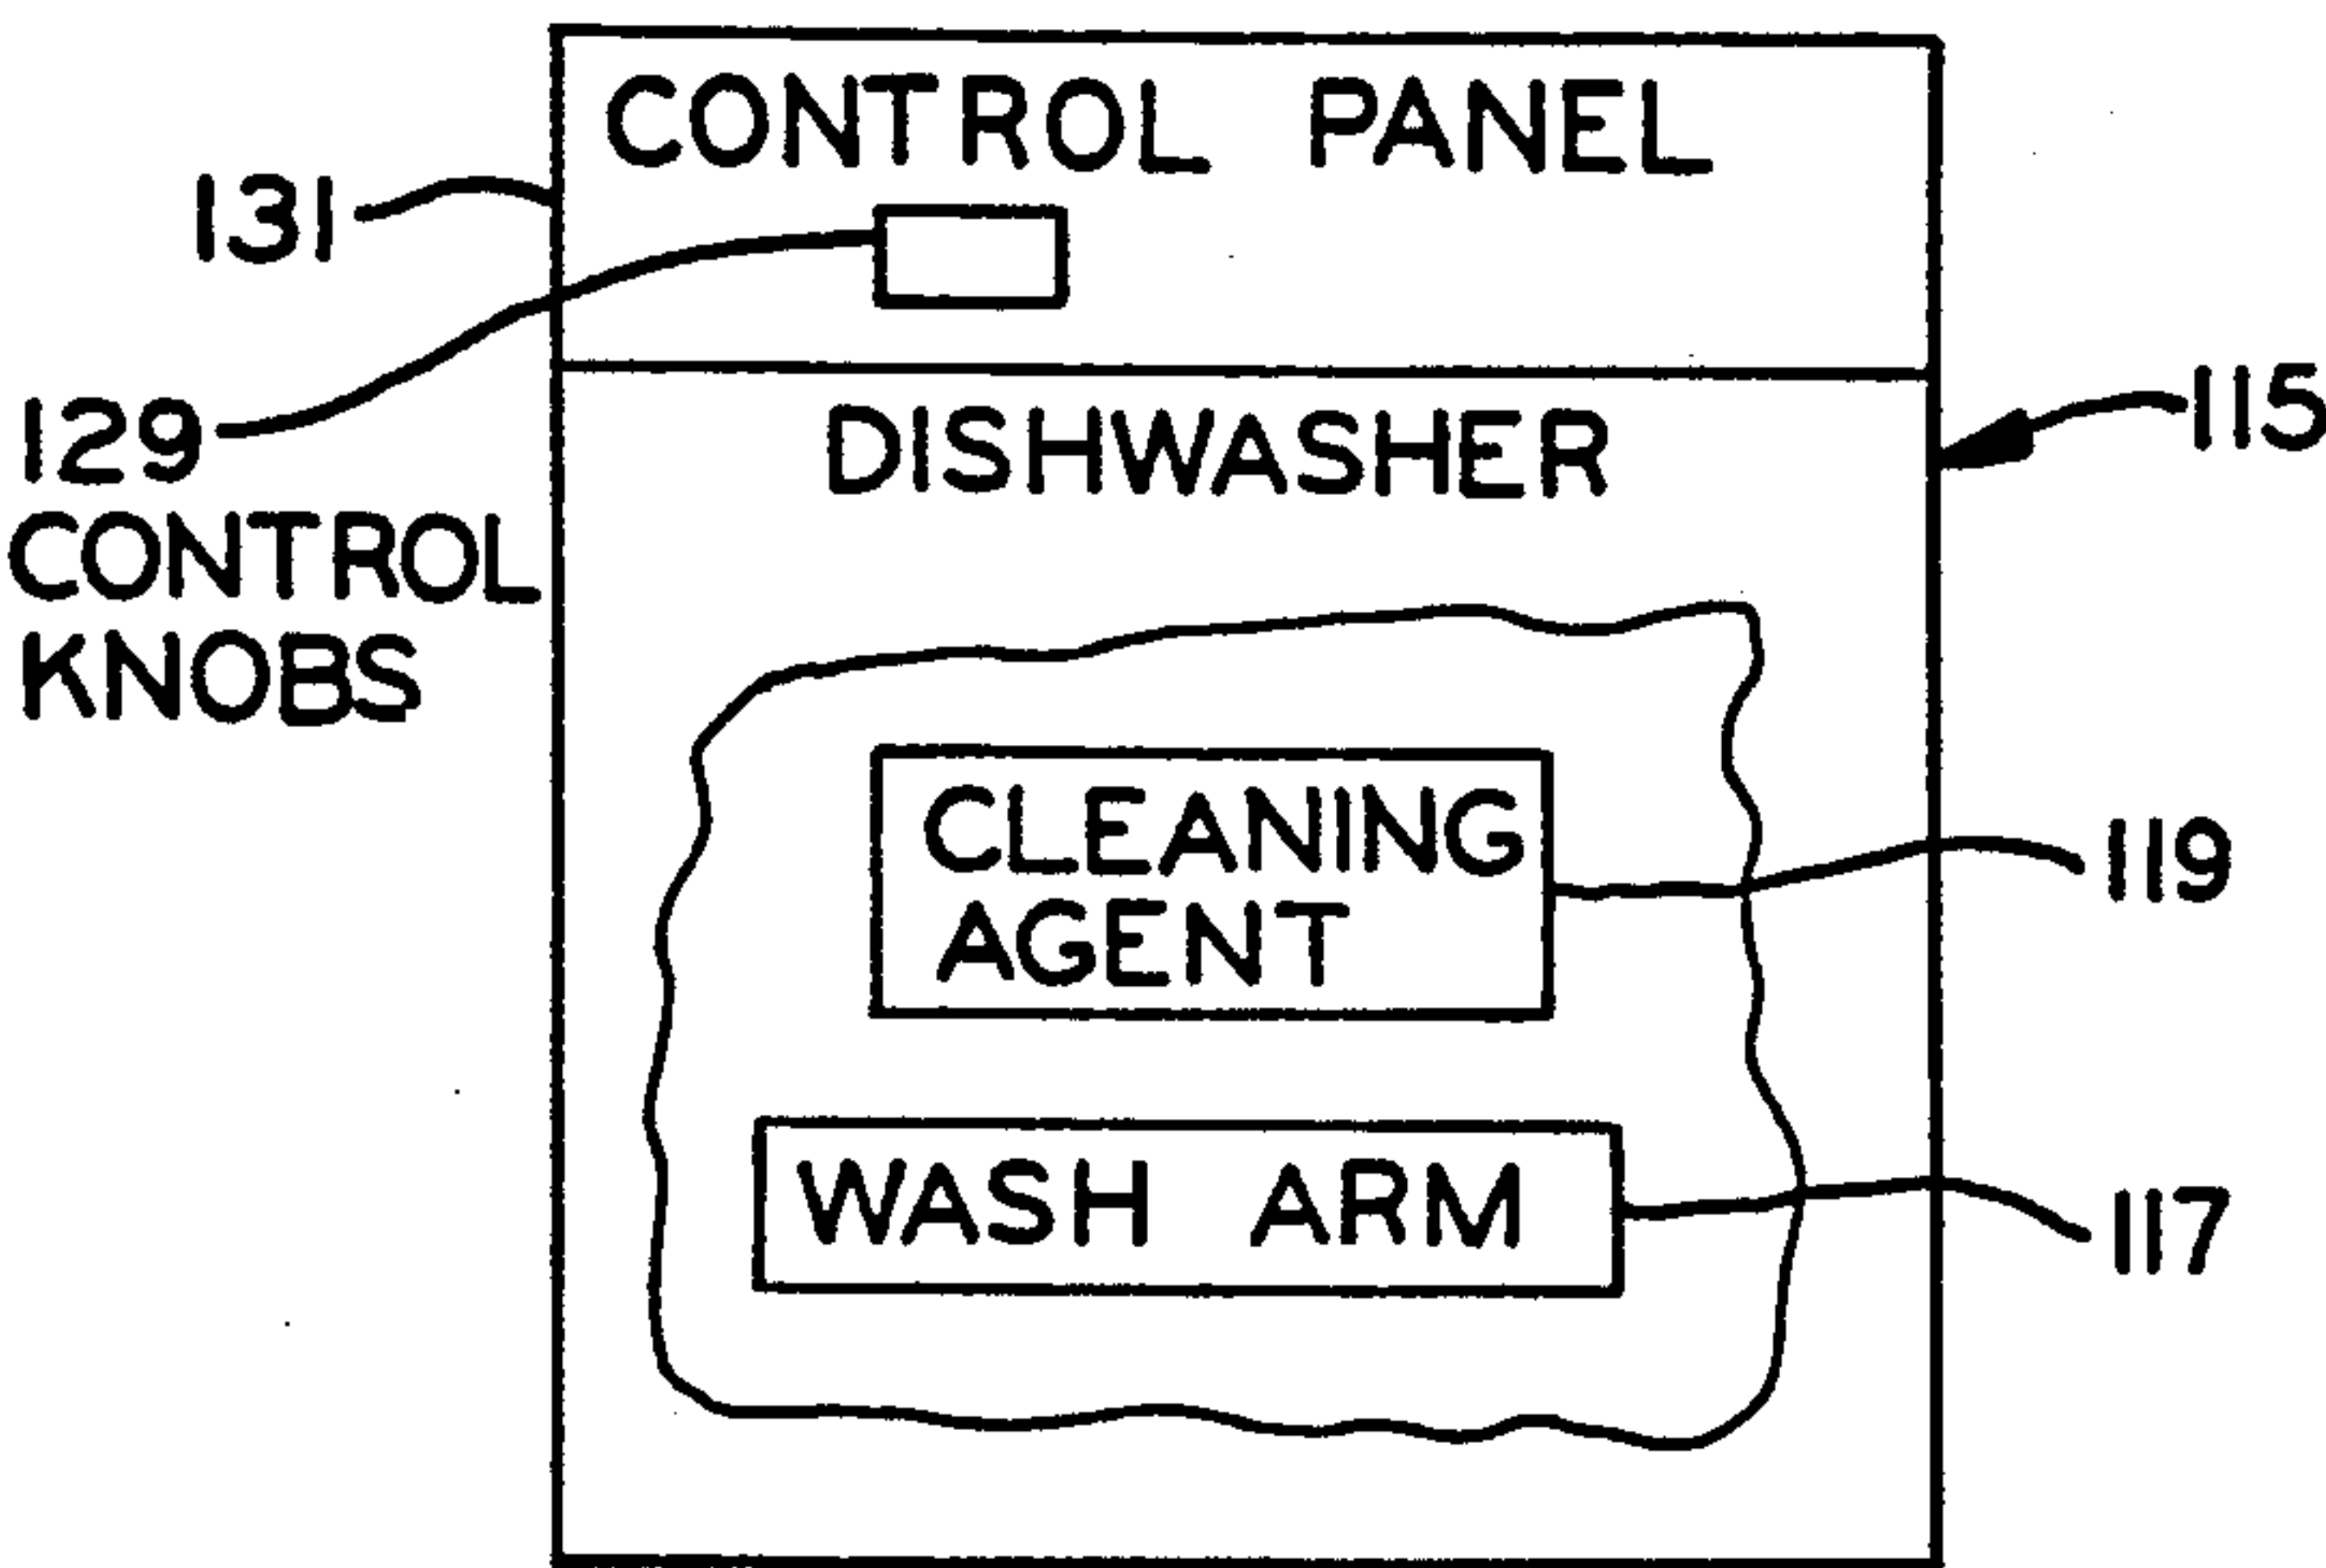 CONTROL PANEL
131
129
CONTROL
KNOBS
DISHWASHER
115
CLEANING
AGENT
119
WASH ARM
117